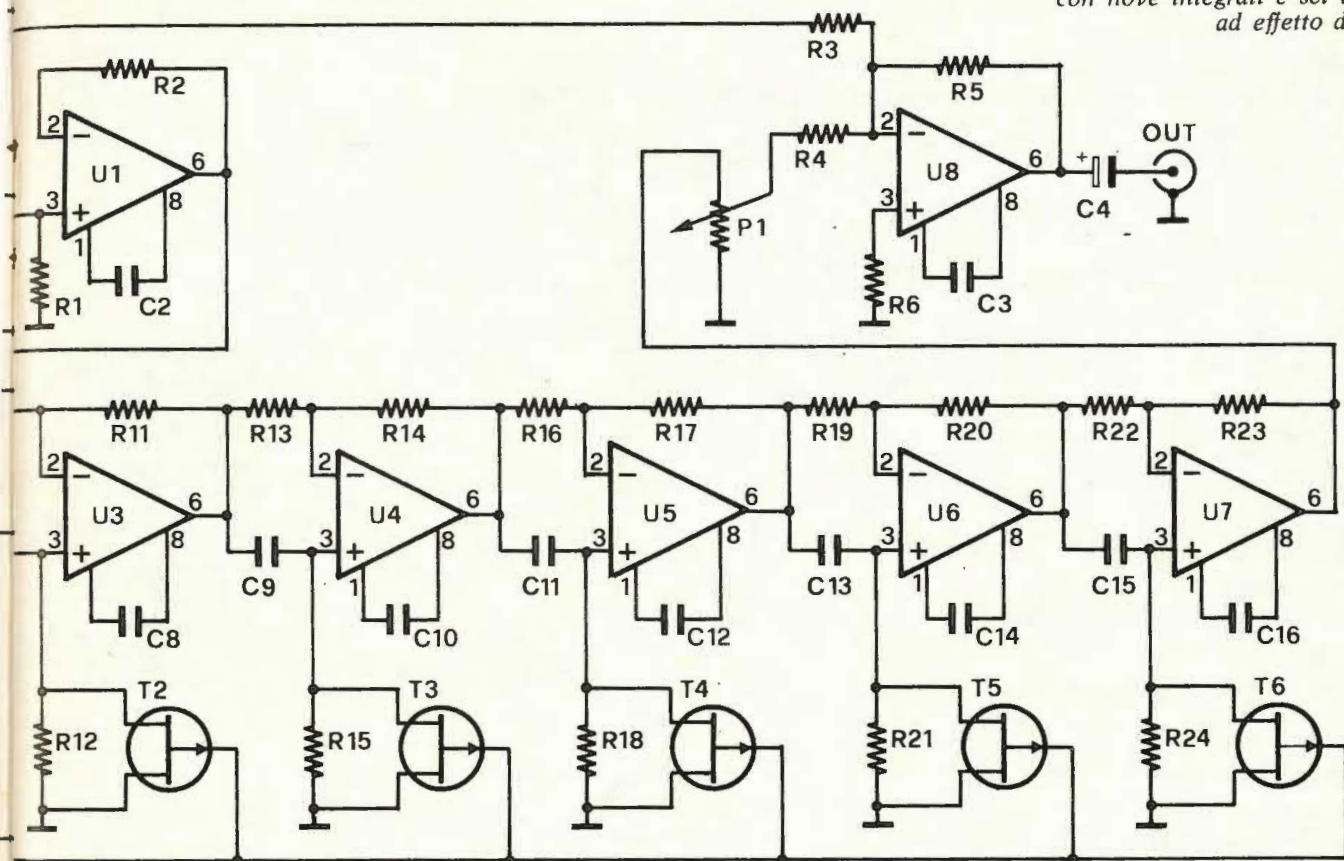 con nove integrati e sei
ad effetto d
R3
R2
R5
2
−
U1
6
8
3
+
1
R1
C2
R4
2
−
U8
6
8
3
+
1
R6
C3
P1
+
C4
OUT
R11
R13
R14
R16
R17
R19
R20
R22
R23
2
−
U3
6
8
3
+
C8
C9
2
−
U4
6
8
3
+
1
C10
C11
2
−
U5
6
8
3
+
1
C12
C13
2
−
U6
6
8
3
+
1
C14
C15
2
−
U7
6
8
3
+
1
C16
T2
R12
T3
R15
T4
R18
T5
R21
T6
R24